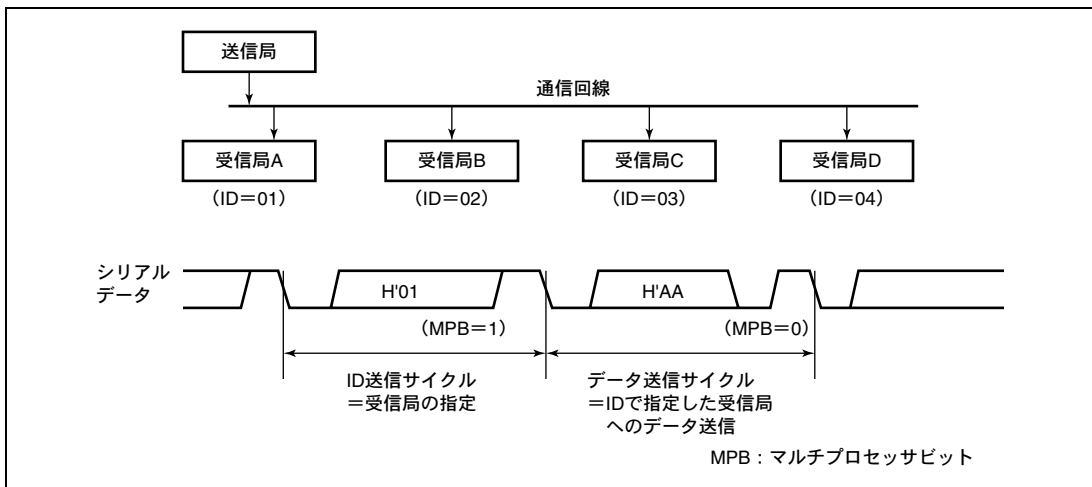 送信局
通信回線
受信局A
受信局B
受信局C
受信局D
（ID＝01）
（ID＝02）
（ID＝03）
（ID＝04）
シリアル
データ
H'01
H'AA
（MPB＝1）
（MPB＝0）
ID送信サイクル
＝受信局の指定
データ送信サイクル
＝IDで指定した受信局
へのデータ送信
MPB：マルチプロセッサビット